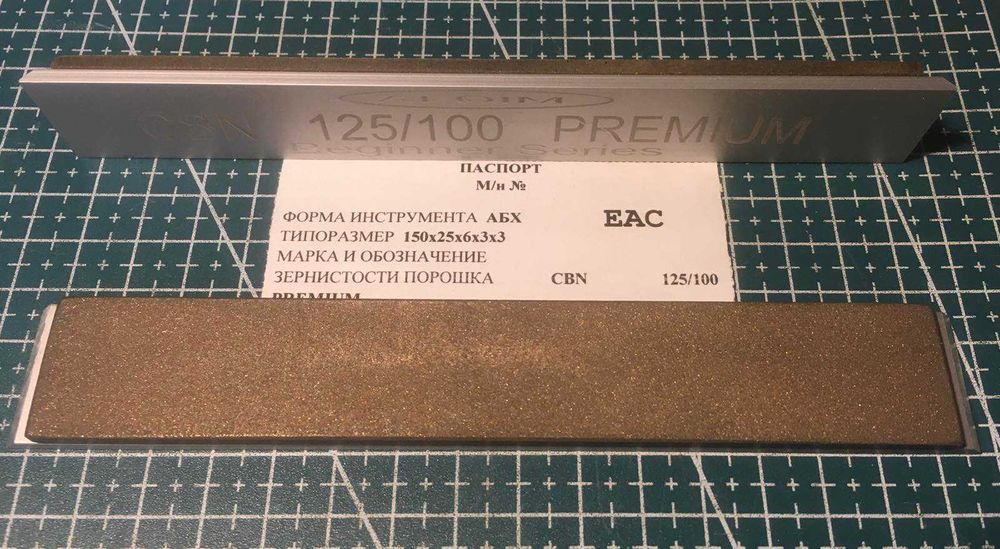 CBN 125/100 PREMIUM
Beginner Series
ПАСПОРТ
М/н №
ФОРМА ИНСТРУМЕНТА АБХ EAC
ТИПОРАЗМЕР 150х25х6х3х3
МАРКА И ОБОЗНАЧЕНИЕ
ЗЕРНИСТОСТИ ПОРОШКА CBN 125/100
PREMIUM